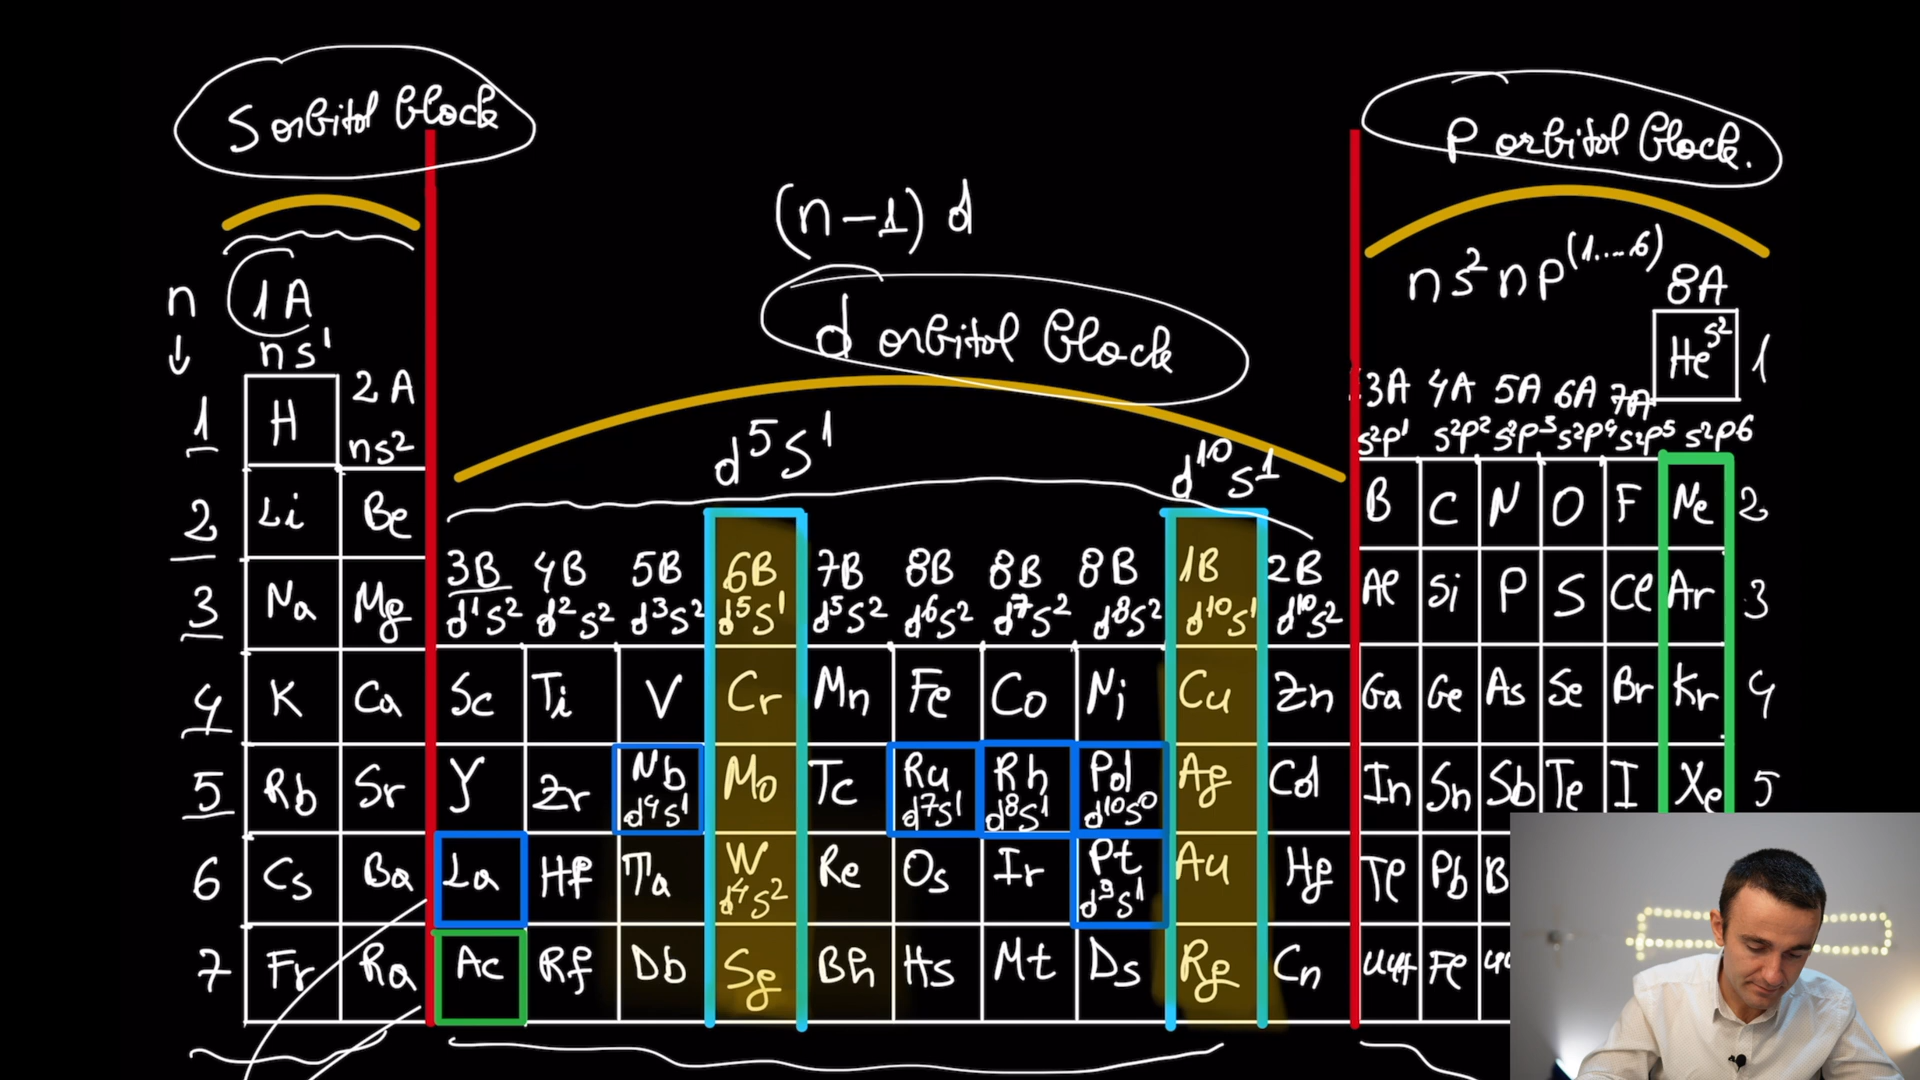 S orbital block
p orbital block.
(n-1) d
ns² np⁽¹····⁶⁾
d orbital block
n
↓
1A
ns¹
8A
He s² 1
2A
ns²
3A 4A 5A 6A 7A
s²p¹ s²p² s²p³ s²p⁴ s²p⁵ s²p⁶
d⁵s¹
d¹⁰s¹
1 H
2 Li Be B C N O F Ne 2
3B 4B 5B 6B 7B 8B 8B 8B 1B 2B
d¹s² d²s² d³s² d⁵s¹ d⁵s² d⁶s² d⁷s² d⁸s² d¹⁰s¹ d¹⁰s²
3 Na Mg Al Si P S Cl Ar 3
4 K Ca Sc Ti V Cr Mn Fe Co Ni Cu Zn Ga Ge As Se Br Kr 4
5 Rb Sr Y Zr Nb Mo Tc Ru Rh Pd Ag Cd In Sn Sb Te I Xe 5
d⁴s¹ d⁷s¹ d⁸s¹ d¹⁰s⁰
6 Cs Ba La Hf Ta W Re Os Ir Pt Au Hg Tl Pb B
d⁴s² d⁹s¹
7 Fr Ra Ac Rf Db Sg Bh Hs Mt Ds Rg Cn Uut Fl